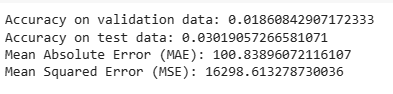 Accuracy on validation data: 0.01860842907172333
Accuracy on test data: 0.03019057266581071
Mean Absolute Error (MAE): 100.83896072116107
Mean Squared Error (MSE): 16298.613278730036